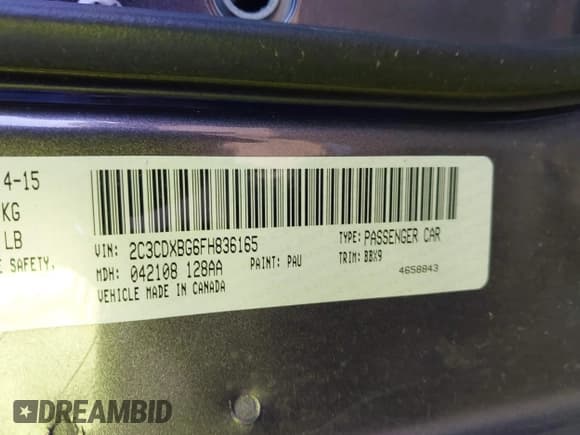 4-15
KG
LB
E SAFETY.
VIN: 2C3CDXBG6FH836165
TYPE: PASSENGER CAR
MDH: 042108 128AA
PAINT: PAU
TRIM: BBX9
VEHICLE MADE IN CANADA
4658843
DREAMBID